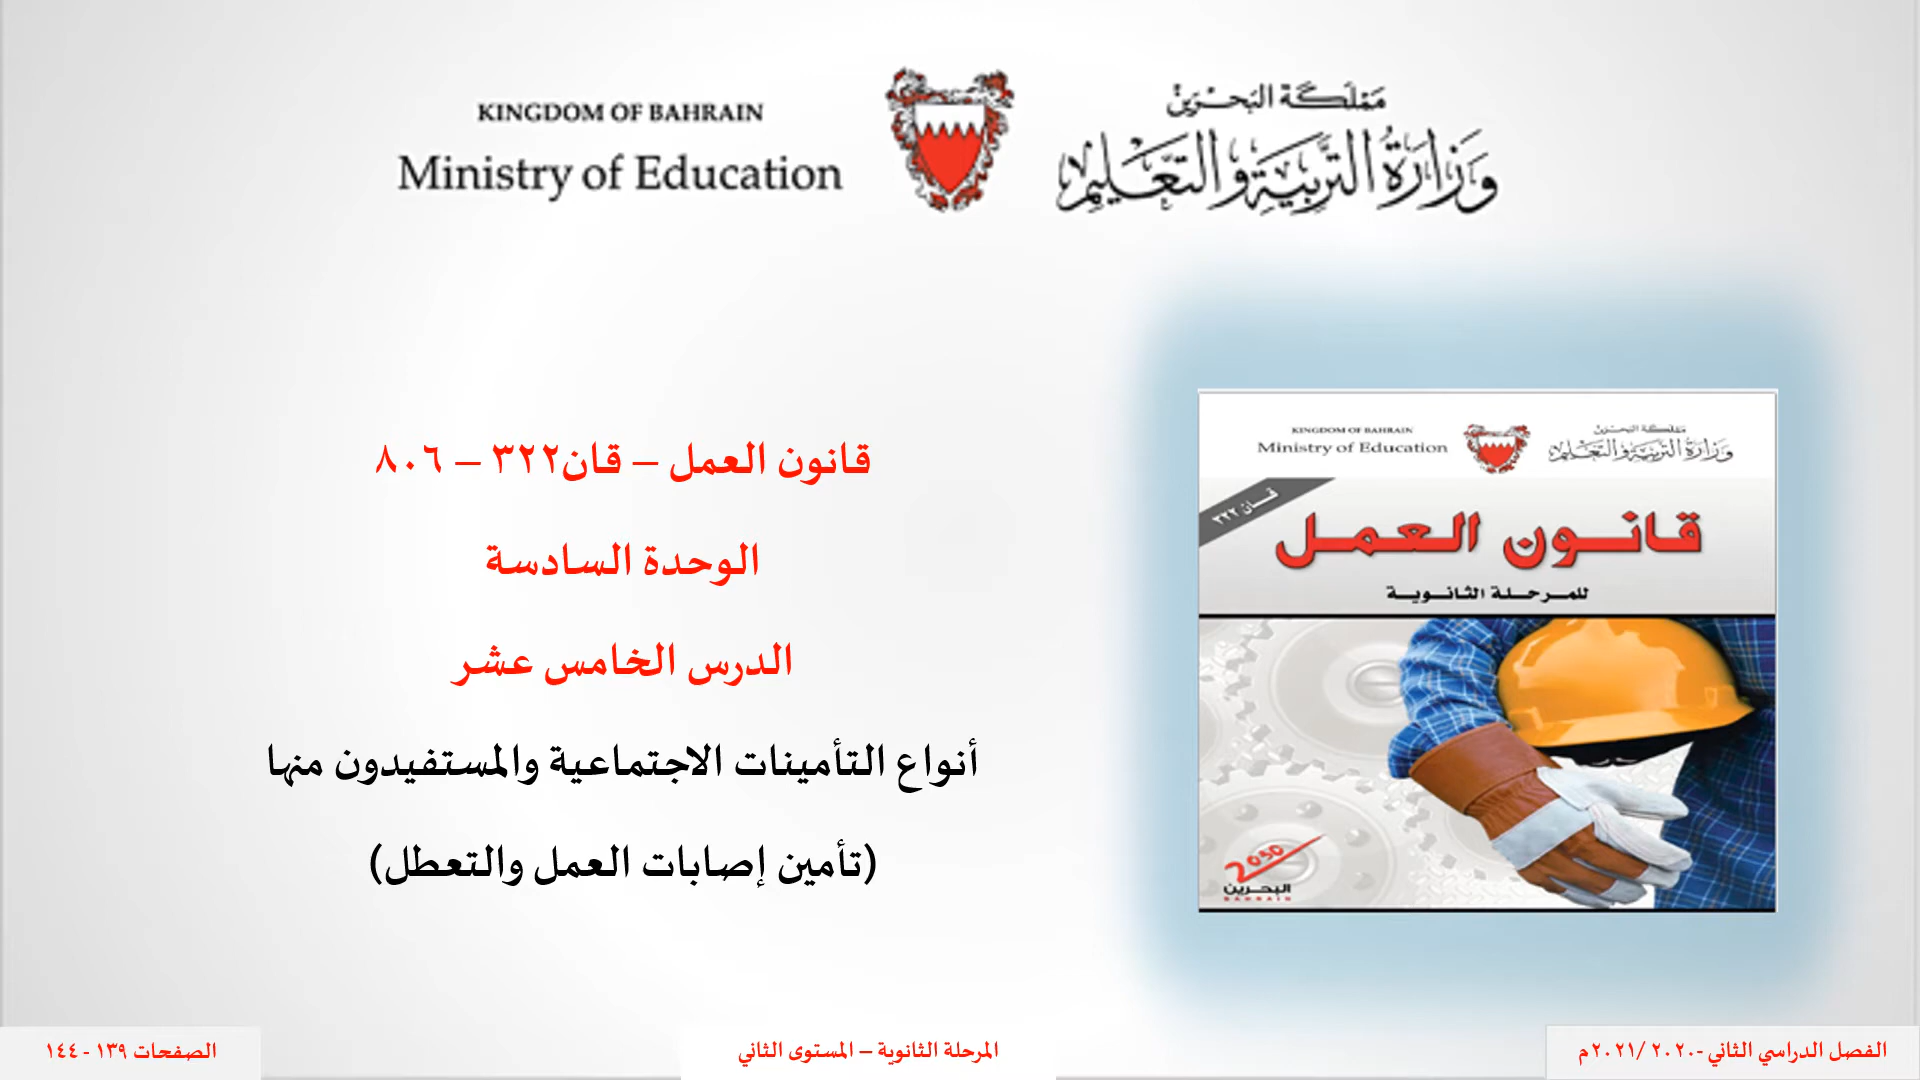 KINGDOM OF BAHRAIN
Ministry of Education
مملكة البحرين
وزارة التربية والتعليم
قانون العمل – قان٣٢٢ – ٨٠٦
الوحدة السادسة
الدرس الخامس عشر
أنواع التأمينات الاجتماعية والمستفيدون منها
(تأمين إصابات العمل والتعطل)
KINGDOM OF BAHRAIN
Ministry of Education
مملكة البحرين
وزارة التربية والتعليم
قان ٣٢٢
قانون العمل
للمرحلة الثانوية
2030
البحرين
BAHRAIN
الفصل الدراسي الثاني -٢٠٢٠ /٢٠٢١م
المرحلة الثانوية – المستوى الثاني
الصفحات ١٣٩ - ١٤٤